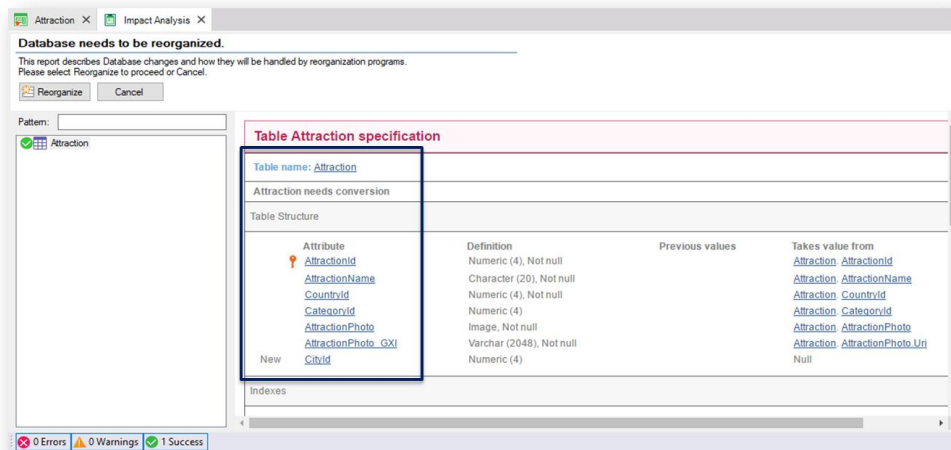 Attraction X Impact Analysis X
Database needs to be reorganized.
This report describes Database changes and how they will be handled by reorganization programs.
Please select Reorganize to proceed or Cancel.
Reorganize Cancel
Pattern:
Attraction
Table Attraction specification
Table name: Attraction
Attraction needs conversion
Table Structure
Attribute Definition Previous values Takes value from
AttractionId Numeric (4), Not null Attraction. AttractionId
AttractionName Character (20), Not null Attraction. AttractionName
CountryId Numeric (4), Not null Attraction. CountryId
CategoryId Numeric (4) Attraction. CategoryId
AttractionPhoto Image, Not null Attraction. AttractionPhoto
AttractionPhoto_GXI Varchar (2048), Not null Attraction. AttractionPhoto.Uri
New CityId Numeric (4) Null
Indexes
0 Errors 0 Warnings 1 Success